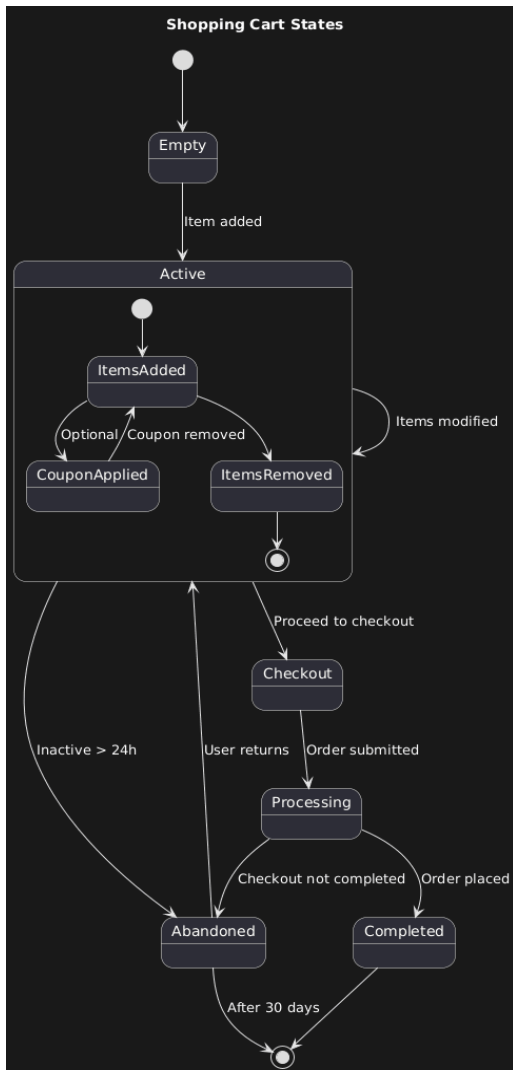 Shopping Cart States
Empty
Item added
Active
ItemsAdded
Optional
Coupon removed
Items modified
CouponApplied
ItemsRemoved
Proceed to checkout
Checkout
Inactive > 24h
User returns
Order submitted
Processing
Checkout not completed
Order placed
Abandoned
Completed
After 30 days